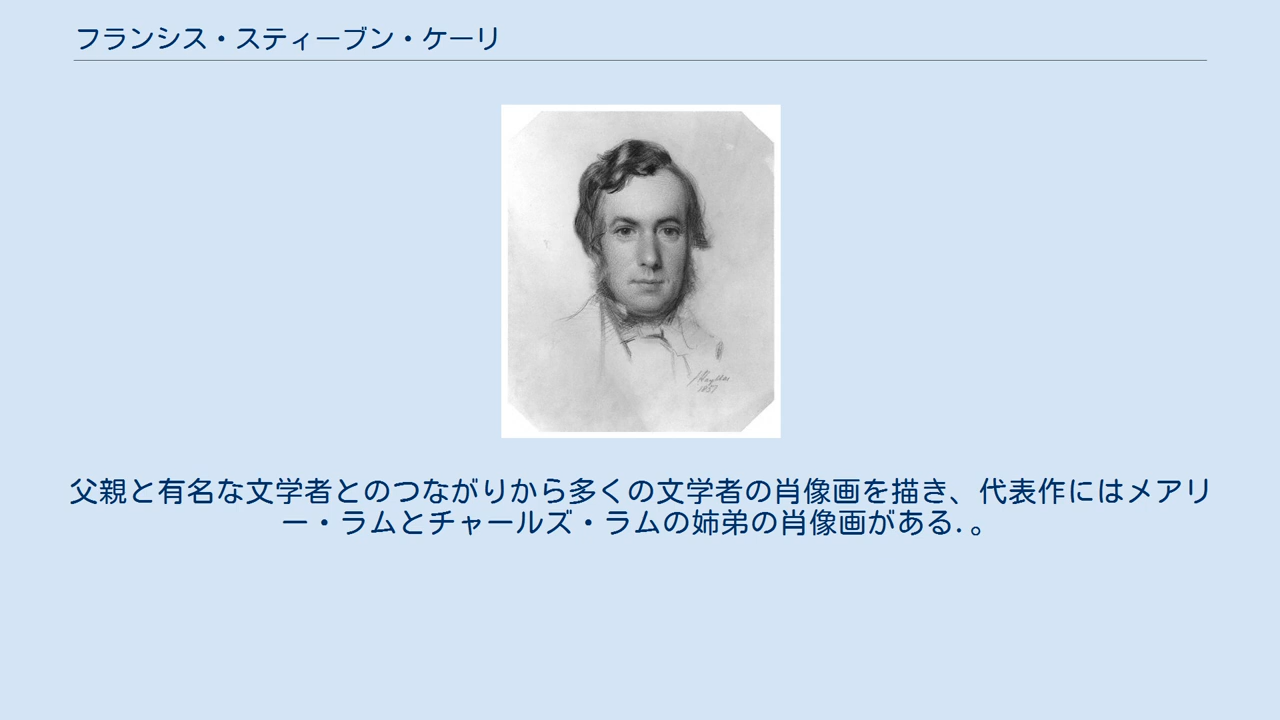 フランシス・スティーブン・ケーリ
1857
父親と有名な文学者とのつながりから多くの文学者の肖像画を描き、代表作にはメアリ
ー・ラムとチャールズ・ラムの姉弟の肖像画がある. 。